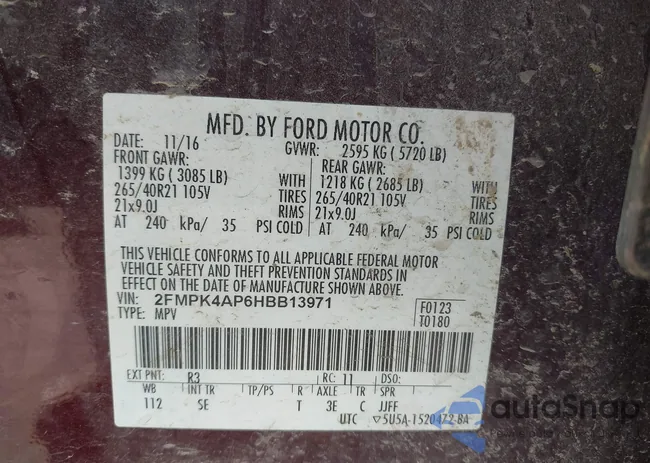 MFD. BY FORD MOTOR CO.
DATE: 11/16 GVWR: 2595 KG ( 5720 LB)
FRONT GAWR: REAR GAWR:
1399 KG ( 3085 LB) WITH 1218 KG ( 2685 LB) WITH
265/40R21 105V TIRES 265/40R21 105V TIRES
21x9.0J RIMS 21x9.0J RIMS
AT 240 kPa/ 35 PSI COLD AT 240 kPa/ 35 PSI COLD
THIS VEHICLE CONFORMS TO ALL APPLICABLE FEDERAL MOTOR
VEHICLE SAFETY AND THEFT PREVENTION STANDARDS IN
EFFECT ON THE DATE OF MANUFACTURE SHOWN ABOVE.
VIN: 2FMPK4AP6HBB13971 F0123
TYPE: MPV T0180
EXT PNT: R3 RC: 11 DSO:
WB INT TR TP/PS R AXLE TR SPR
112 SE T 3E C JJFF
UTC ▽5U5A-1520472-BA
autoSnap